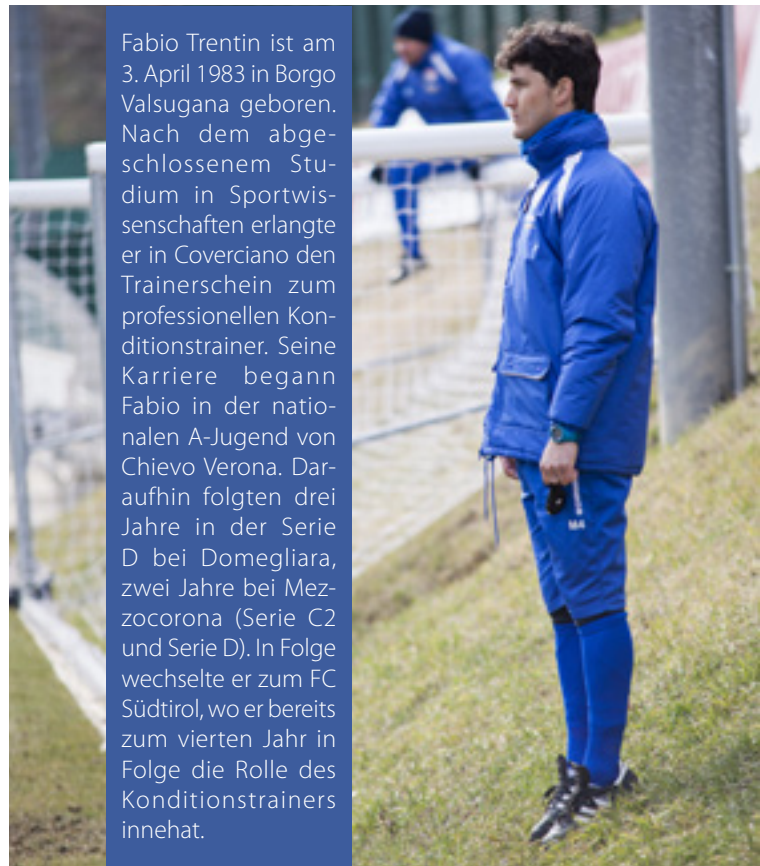 Fabio Trentin ist am
3. April 1983 in Borgo
Valsugana geboren.
Nach dem abge-
schlossenem Stu-
dium in Sportwis-
senschaften erlangte
er in Coverciano den
Trainerschein zum
professionellen Kon-
ditionstrainer. Seine
Karriere begann
Fabio in der natio-
nalen A-Jugend von
Chievo Verona. Dar-
aufhin folgten drei
Jahre in der Serie
D bei Domegliara,
zwei Jahre bei Mez-
zocorona (Serie C2
und Serie D). In Folge
wechselte er zum FC
Südtirol, wo er bereits
zum vierten Jahr in
Folge die Rolle des
Konditionstrainers
innehat.
M4